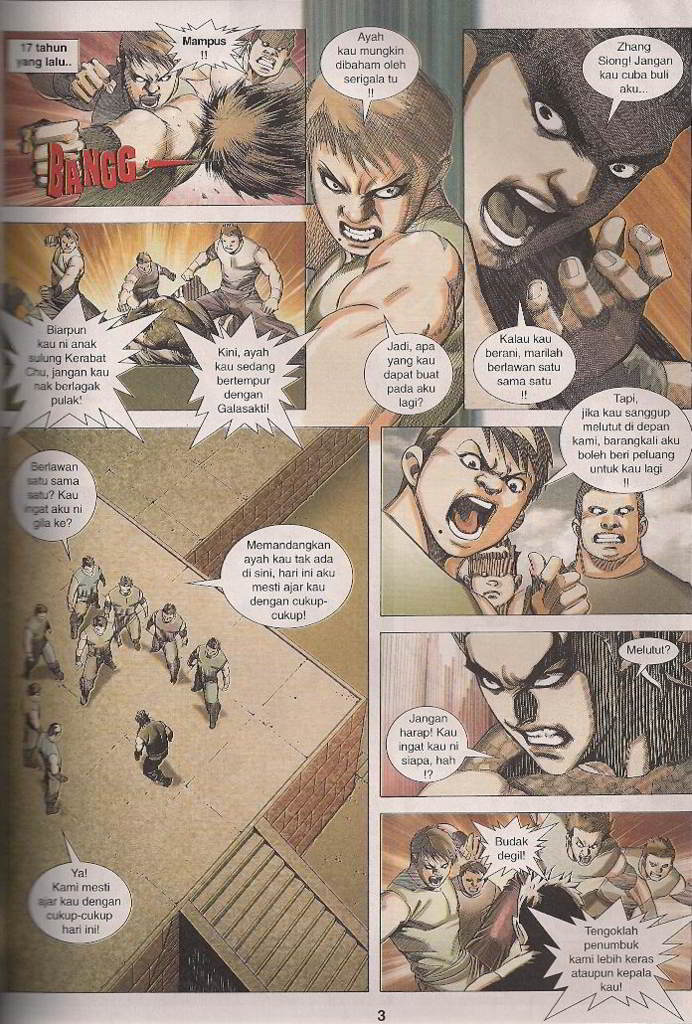 17 tahun
yang lalu..
Mampus
!!
BANGG
Ayah
kau mungkin
dibaham oleh
serigala tu
!!
Zhang
Siong! Jangan
kau cuba buli
aku...
Biarpun
kau ni anak
sulung Kerabat
Chu, jangan kau
nak berlagak
pulak!
Kini, ayah
kau sedang
bertempur
dengan
Galasakti!
Jadi, apa
yang kau
dapat buat
pada aku
lagi?
Kalau kau
berani, marilah
berlawan satu
sama satu
!!
Berlawan
satu sama
satu? Kau
ingat aku ni
gila ke?
Memandangkan
ayah kau tak ada
di sini, hari ini aku
mesti ajar kau
dengan cukup-
cukup!
Ya!
Kami mesti
ajar kau dengan
cukup-cukup
hari ini!
Tapi,
jika kau sanggup
melutut di depan
kami, barangkali aku
boleh beri peluang
untuk kau lagi
!!
Melutut?
Jangan
harap! Kau
ingat kau ni
siapa, hah
!?
Budak
degil!
Tengoklah
penumbuk
kami lebih keras
ataupun kepala
kau!
3